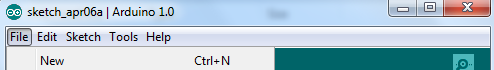 sketch_apr06a | Arduino 1.0
File Edit Sketch Tools Help
New Ctrl+N